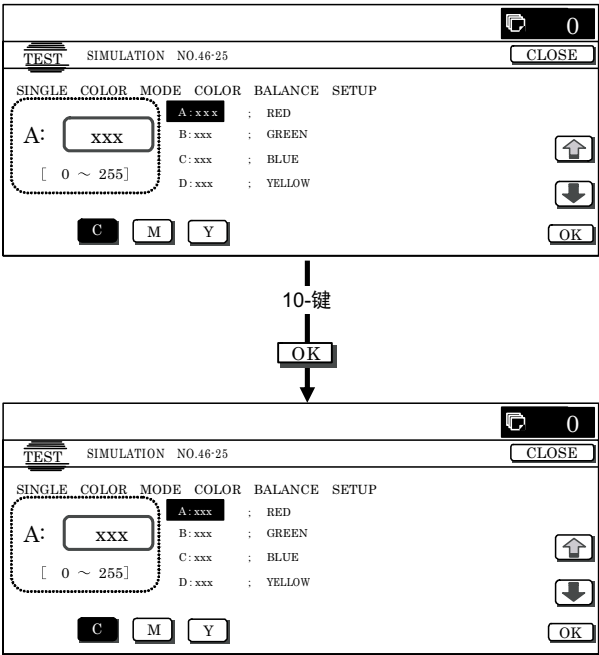 0
TEST SIMULATION NO.46-25 CLOSE
SINGLE COLOR MODE COLOR BALANCE SETUP
A: xxx
[ 0 ~ 255]
A:xxx ; RED
B:xxx ; GREEN
C:xxx ; BLUE
D:xxx ; YELLOW
C M Y OK
10-键
OK
0
TEST SIMULATION NO.46-25 CLOSE
SINGLE COLOR MODE COLOR BALANCE SETUP
A: xxx
[ 0 ~ 255]
A:xxx ; RED
B:xxx ; GREEN
C:xxx ; BLUE
D:xxx ; YELLOW
C M Y OK